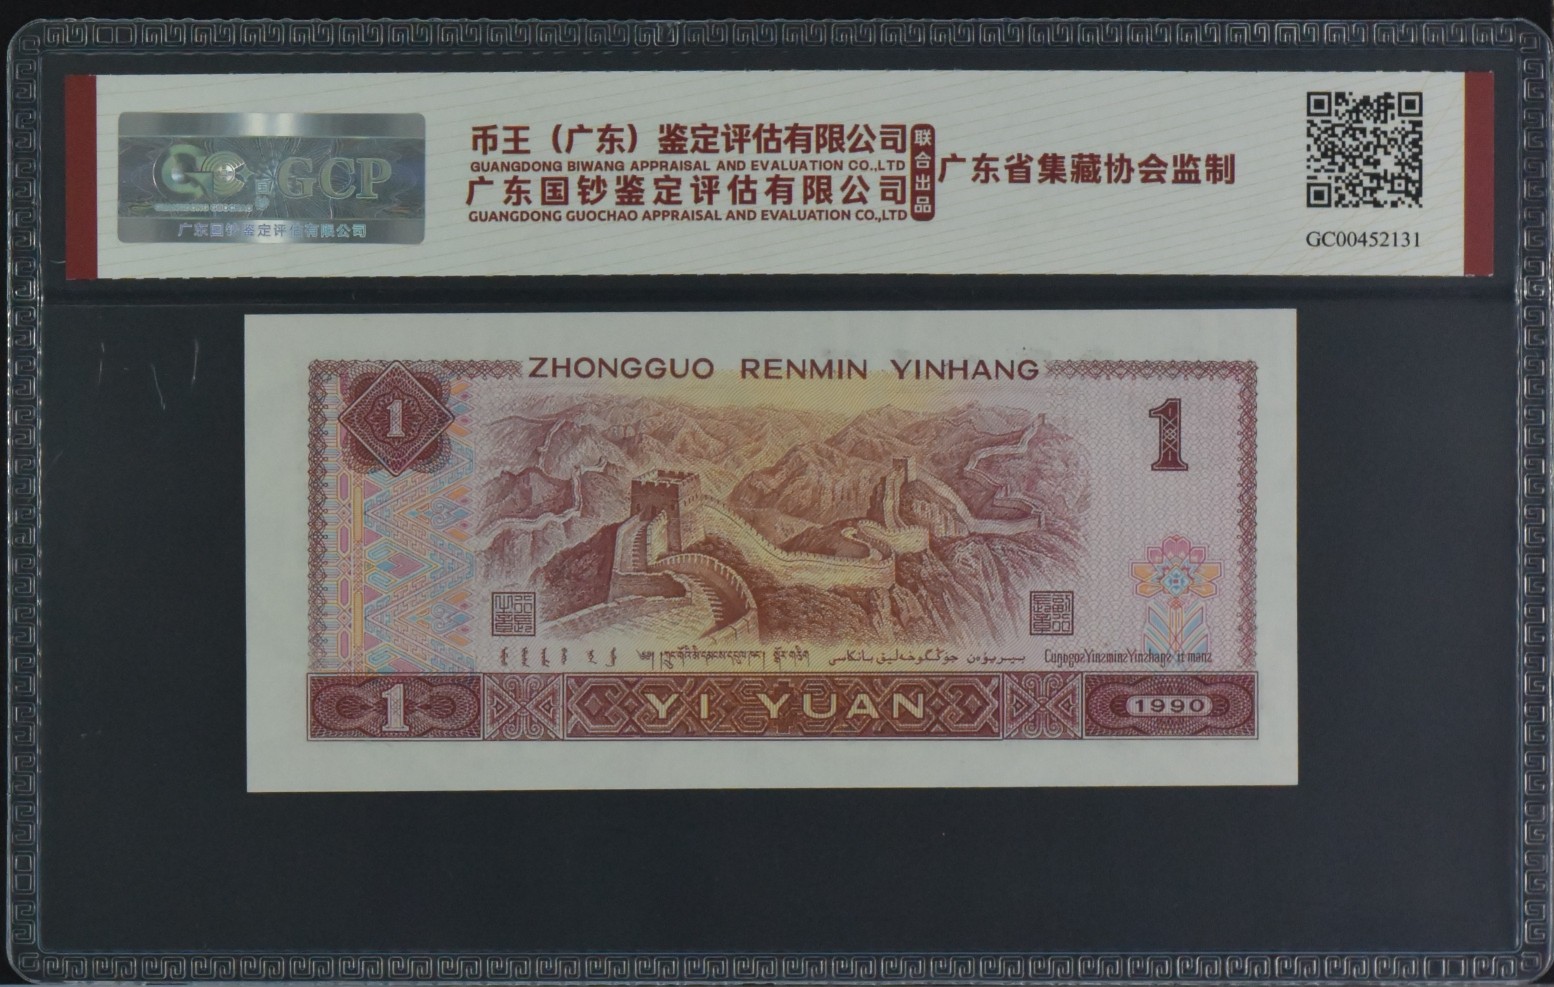 GCP
广东国钞鉴定评估有限公司
币王（广东）鉴定评估有限公司
GUANGDONG BIWANG APPRAISAL AND EVALUATION CO.,LTD
广东国钞鉴定评估有限公司
GUANGDONG GUOCHAO APPRAISAL AND EVALUATION CO.,LTD
联合出品
广东省集藏协会监制
GC00452131
ZHONGGUO RENMIN YINHANG
1
1
1 YI YUAN 1990